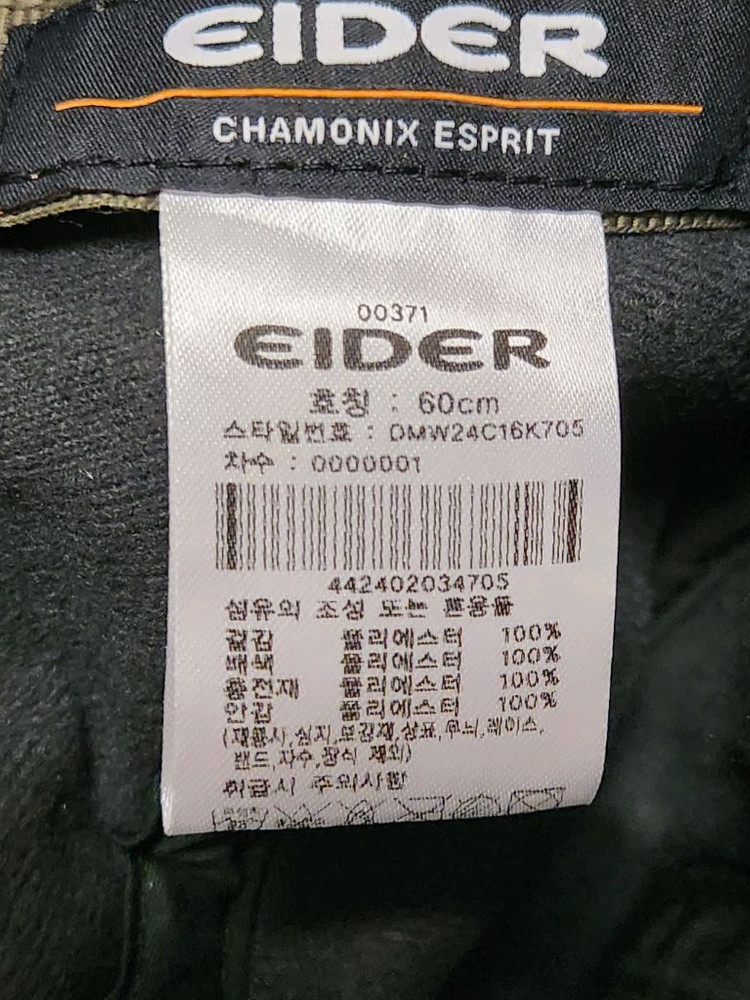 EIDER
CHAMONIX ESPRIT
00371
EIDER
호칭 : 60cm
스타일번호 : DMW24C16K705
차수 : 0000001
442402034705
섬유의 조성 또는 혼용률
겉감 폴리에스터 100%
배색 폴리에스터 100%
충전재 폴리에스터 100%
안감 폴리에스터 100%
(재봉사,심지,보강재,상표,무늬,레이스,
밴드,자수,장식 제외)
취급시 주의사항